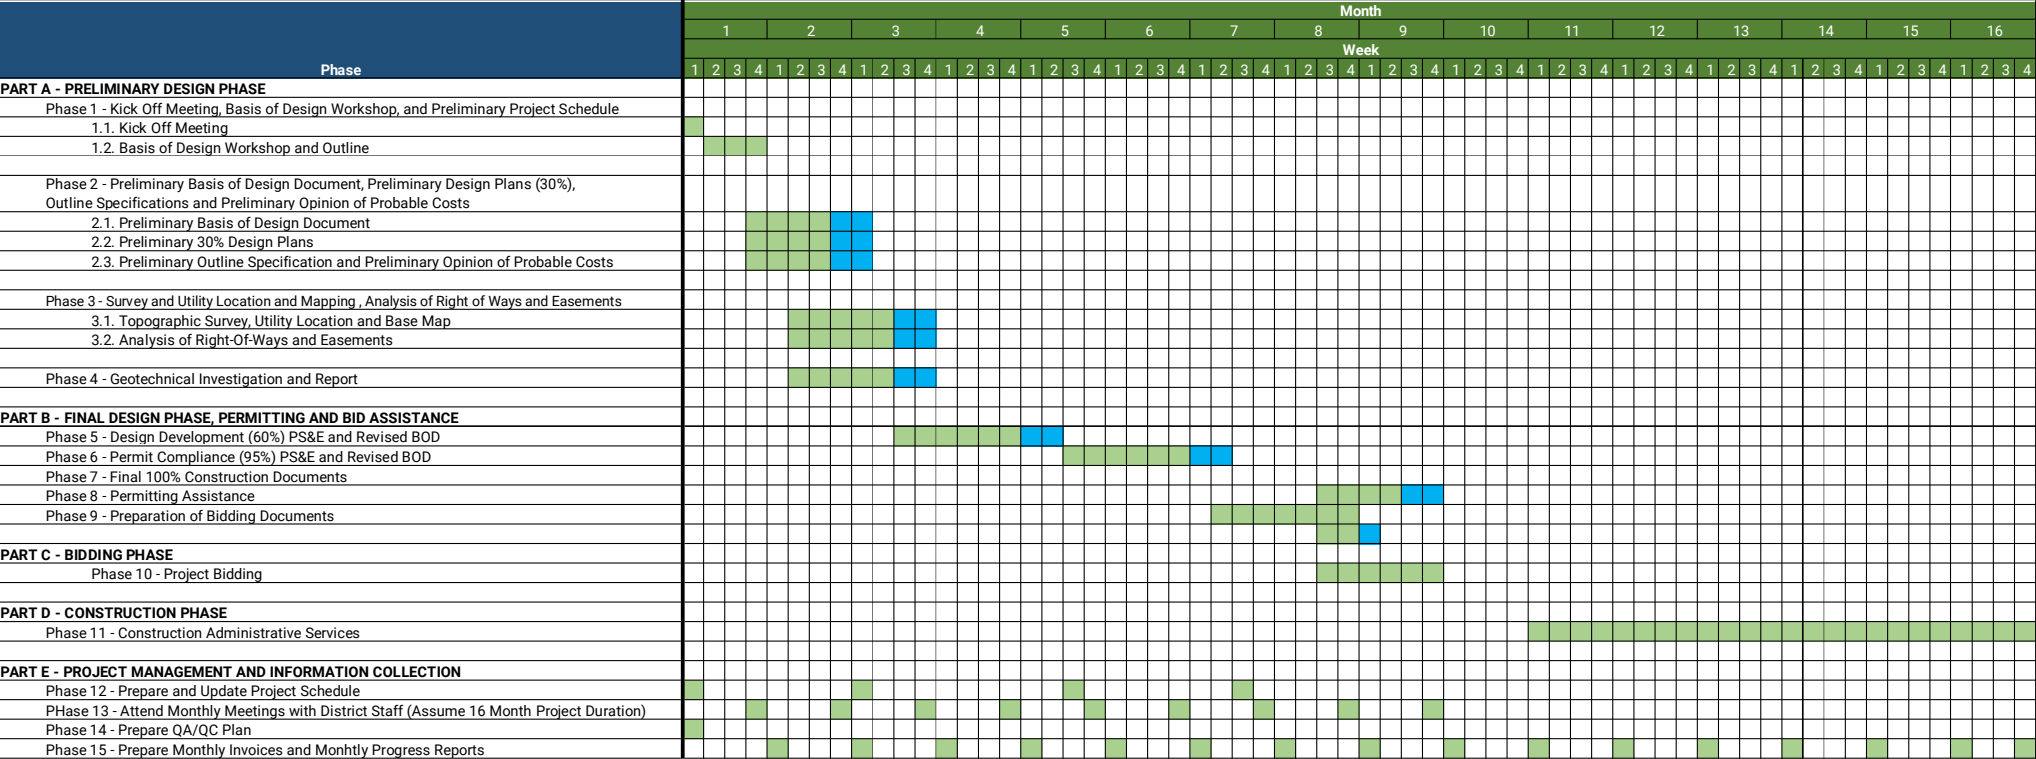 Month
1 2 3 4 5 6 7 8 9 10 11 12 13 14 15 16
Week
Phase
1 2 3 4 1 2 3 4 1 2 3 4 1 2 3 4 1 2 3 4 1 2 3 4 1 2 3 4 1 2 3 4 1 2 3 4 1 2 3 4 1 2 3 4 1 2 3 4 1 2 3 4 1 2 3 4 1 2 3 4 1 2 3 4
PART A - PRELIMINARY DESIGN PHASE
Phase 1 - Kick Off Meeting, Basis of Design Workshop, and Preliminary Project Schedule
1.1. Kick Off Meeting
1.2. Basis of Design Workshop and Outline
Phase 2 - Preliminary Basis of Design Document, Preliminary Design Plans (30%),
Outline Specifications and Preliminary Opinion of Probable Costs
2.1. Preliminary Basis of Design Document
2.2. Preliminary 30% Design Plans
2.3. Preliminary Outline Specification and Preliminary Opinion of Probable Costs
Phase 3 - Survey and Utility Location and Mapping , Analysis of Right of Ways and Easements
3.1. Topographic Survey, Utility Location and Base Map
3.2. Analysis of Right-Of-Ways and Easements
Phase 4 - Geotechnical Investigation and Report
PART B - FINAL DESIGN PHASE, PERMITTING AND BID ASSISTANCE
Phase 5 - Design Development (60%) PS&E and Revised BOD
Phase 6 - Permit Compliance (95%) PS&E and Revised BOD
Phase 7 - Final 100% Construction Documents
Phase 8 - Permitting Assistance
Phase 9 - Preparation of Bidding Documents
PART C - BIDDING PHASE
Phase 10 - Project Bidding
PART D - CONSTRUCTION PHASE
Phase 11 - Construction Administrative Services
PART E - PROJECT MANAGEMENT AND INFORMATION COLLECTION
Phase 12 - Prepare and Update Project Schedule
PHase 13 - Attend Monthly Meetings with District Staff (Assume 16 Month Project Duration)
Phase 14 - Prepare QA/QC Plan
Phase 15 - Prepare Monthly Invoices and Monhtly Progress Reports